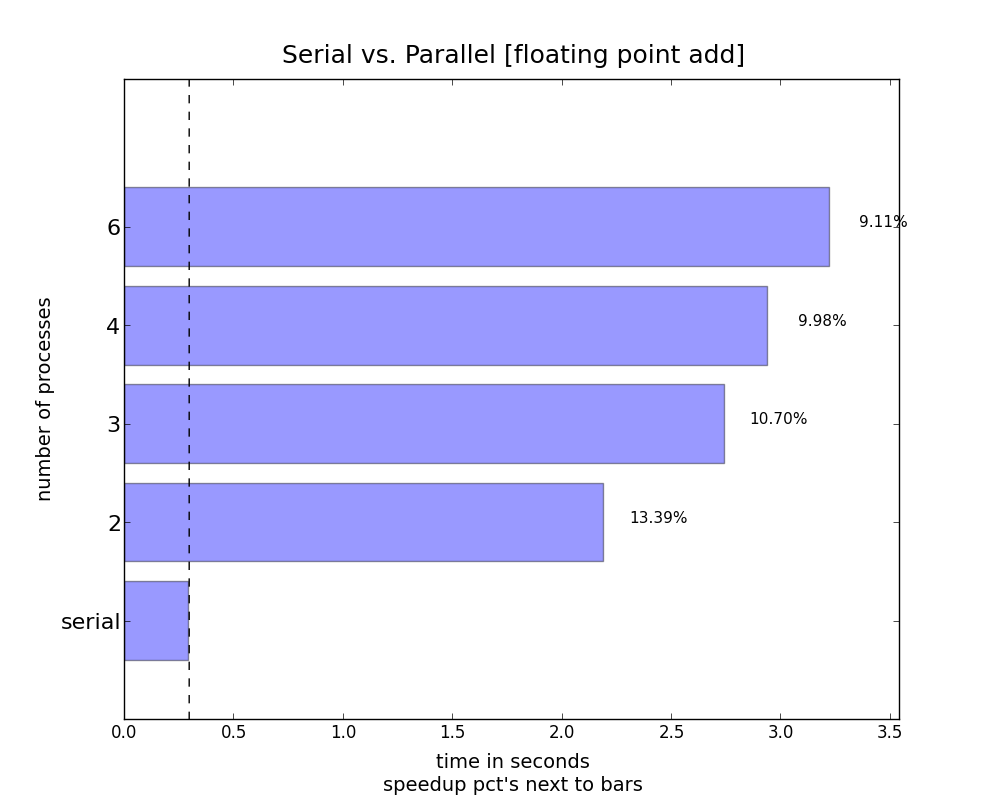 Serial vs. Parallel [floating point add]
number of processes
6
9.11%
4
9.98%
3
10.70%
2
13.39%
serial
0.0 0.5 1.0 1.5 2.0 2.5 3.0 3.5
time in seconds
speedup pct's next to bars